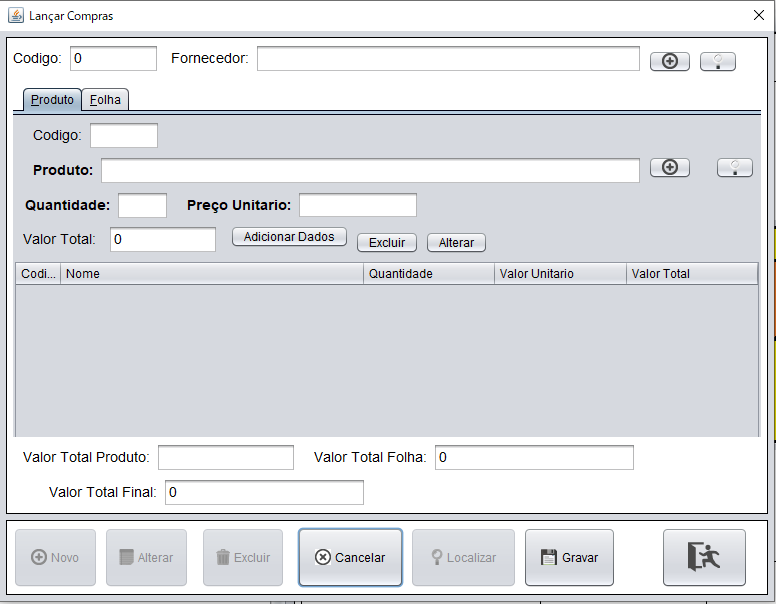 Lançar Compras
Codigo: 0 Fornecedor:
Produto Folha
Codigo:
Produto:
Quantidade: Preço Unitario:
Valor Total: 0 Adicionar Dados Excluir Alterar
Codi... Nome Quantidade Valor Unitario Valor Total
Valor Total Produto: Valor Total Folha: 0
Valor Total Final: 0
Novo Alterar Excluir Cancelar Localizar Gravar